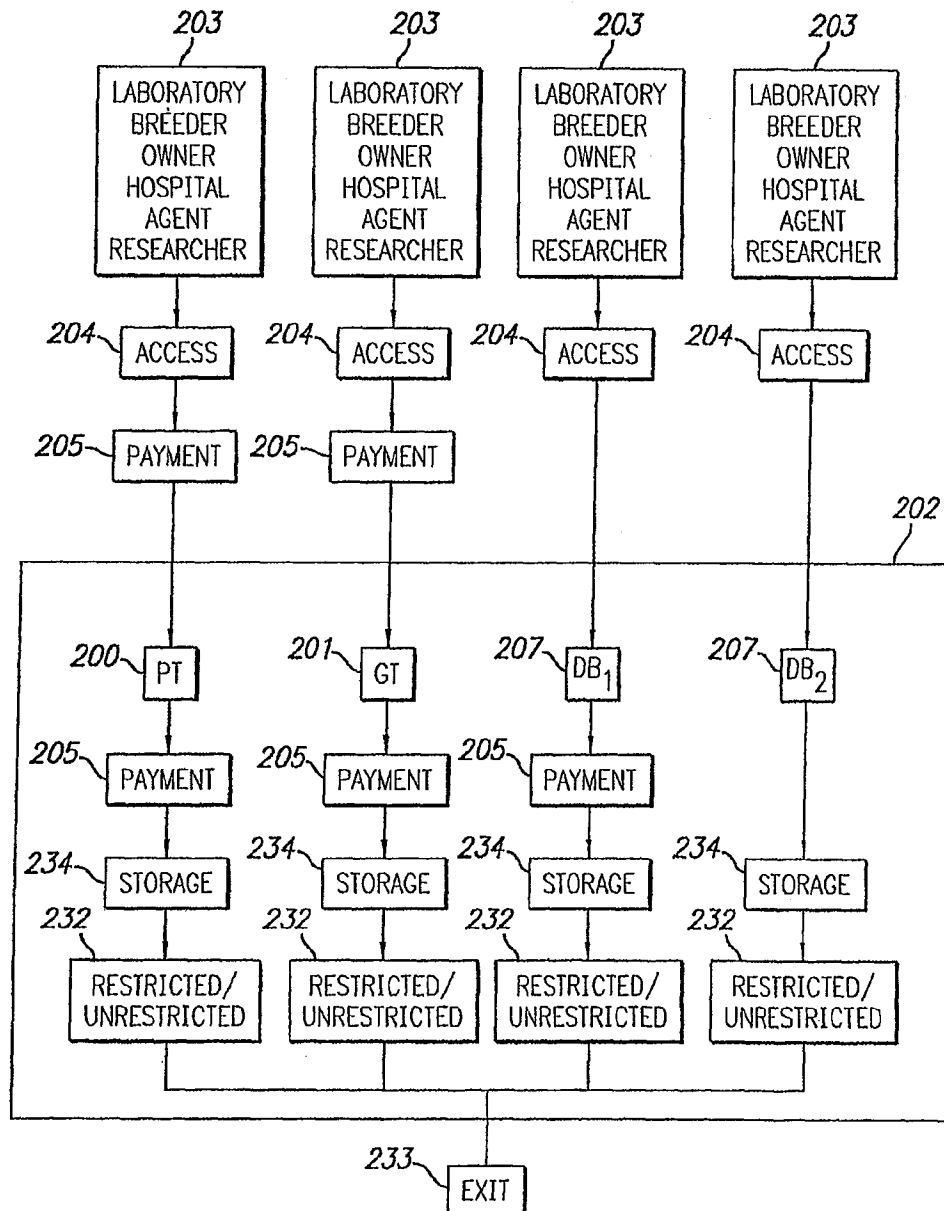 203 203 203 203
LABORATORY LABORATORY LABORATORY LABORATORY
BREEDER BREEDER BREEDER BREEDER
OWNER OWNER OWNER OWNER
HOSPITAL HOSPITAL HOSPITAL HOSPITAL
AGENT AGENT AGENT AGENT
RESEARCHER RESEARCHER RESEARCHER RESEARCHER
204 ACCESS 204 ACCESS 204 ACCESS 204 ACCESS
205 PAYMENT 205 PAYMENT
202
200 PT 201 GT 207 DB1 207 DB2
205 PAYMENT 205 PAYMENT 205 PAYMENT
234 STORAGE 234 STORAGE 234 STORAGE 234 STORAGE
232 232 232 232
RESTRICTED/ RESTRICTED/ RESTRICTED/ RESTRICTED/
UNRESTRICTED UNRESTRICTED UNRESTRICTED UNRESTRICTED
233 EXIT